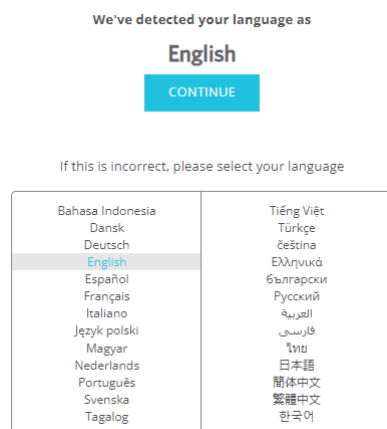 We've detected your language as
English
CONTINUE
If this is incorrect, please select your language
Bahasa Indonesia
Dansk
Deutsch
English
Español
Français
Italiano
Język polski
Magyar
Nederlands
Português
Svenska
Tagalog
Tiếng Việt
Türkçe
čeština
Ελληνικά
български
Русский
العربية
فارسی
ไทย
日本語
简体中文
繁體中文
한국어